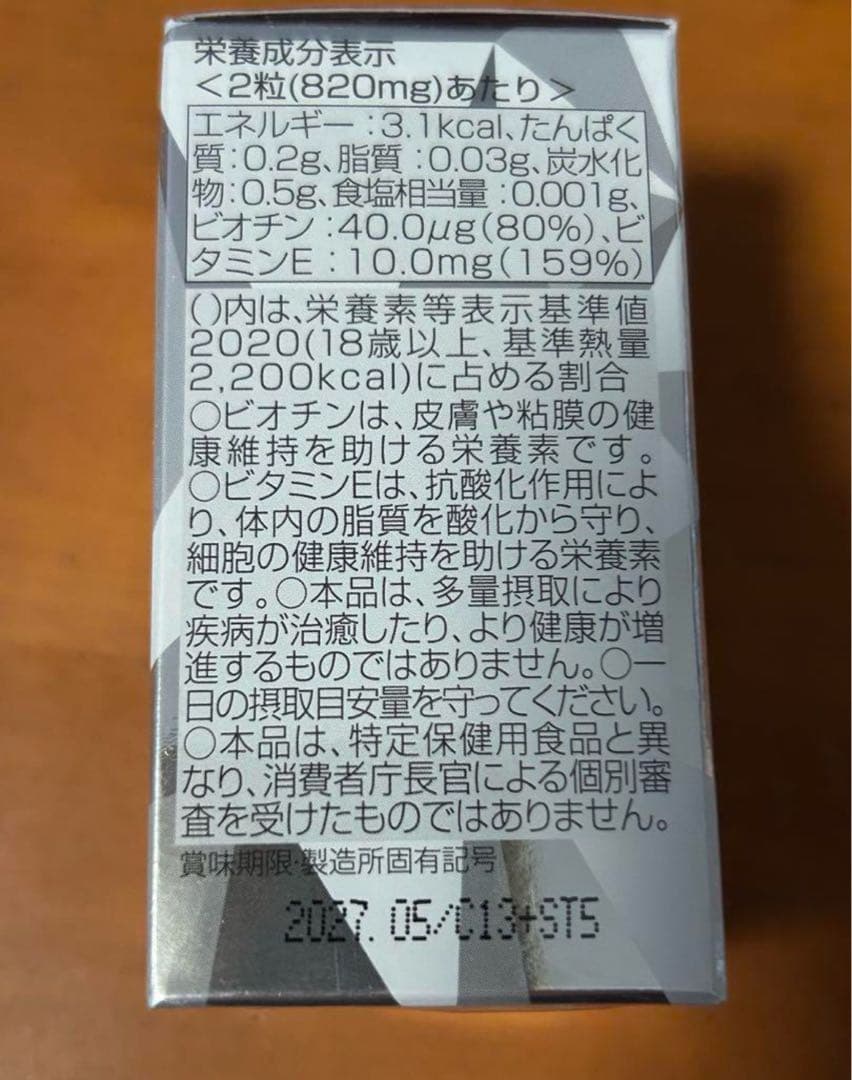 栄養成分表示
<2粒(820mg)あたり>
エネルギー:3.1kcal、たんぱく
質:0.2g、脂質:0.03g、炭水化
物:0.5g、食塩相当量:0.001g、
ビオチン:40.0μg(80%)、ビ
タミンE:10.0mg(159%)
()内は、栄養素等表示基準値
2020(18歳以上、基準熱量
2,200kcal)に占める割合
○ビオチンは、皮膚や粘膜の健
康維持を助ける栄養素です。
○ビタミンEは、抗酸化作用によ
り、体内の脂質を酸化から守り、
細胞の健康維持を助ける栄養素
です。○本品は、多量摂取により
疾病が治癒したり、より健康が増
進するものではありません。○一
日の摂取目安量を守ってください。
○本品は、特定保健用食品と異
なり、消費者庁長官による個別審
査を受けたものではありません。
賞味期限・製造所固有記号
2027.05/C13+ST5